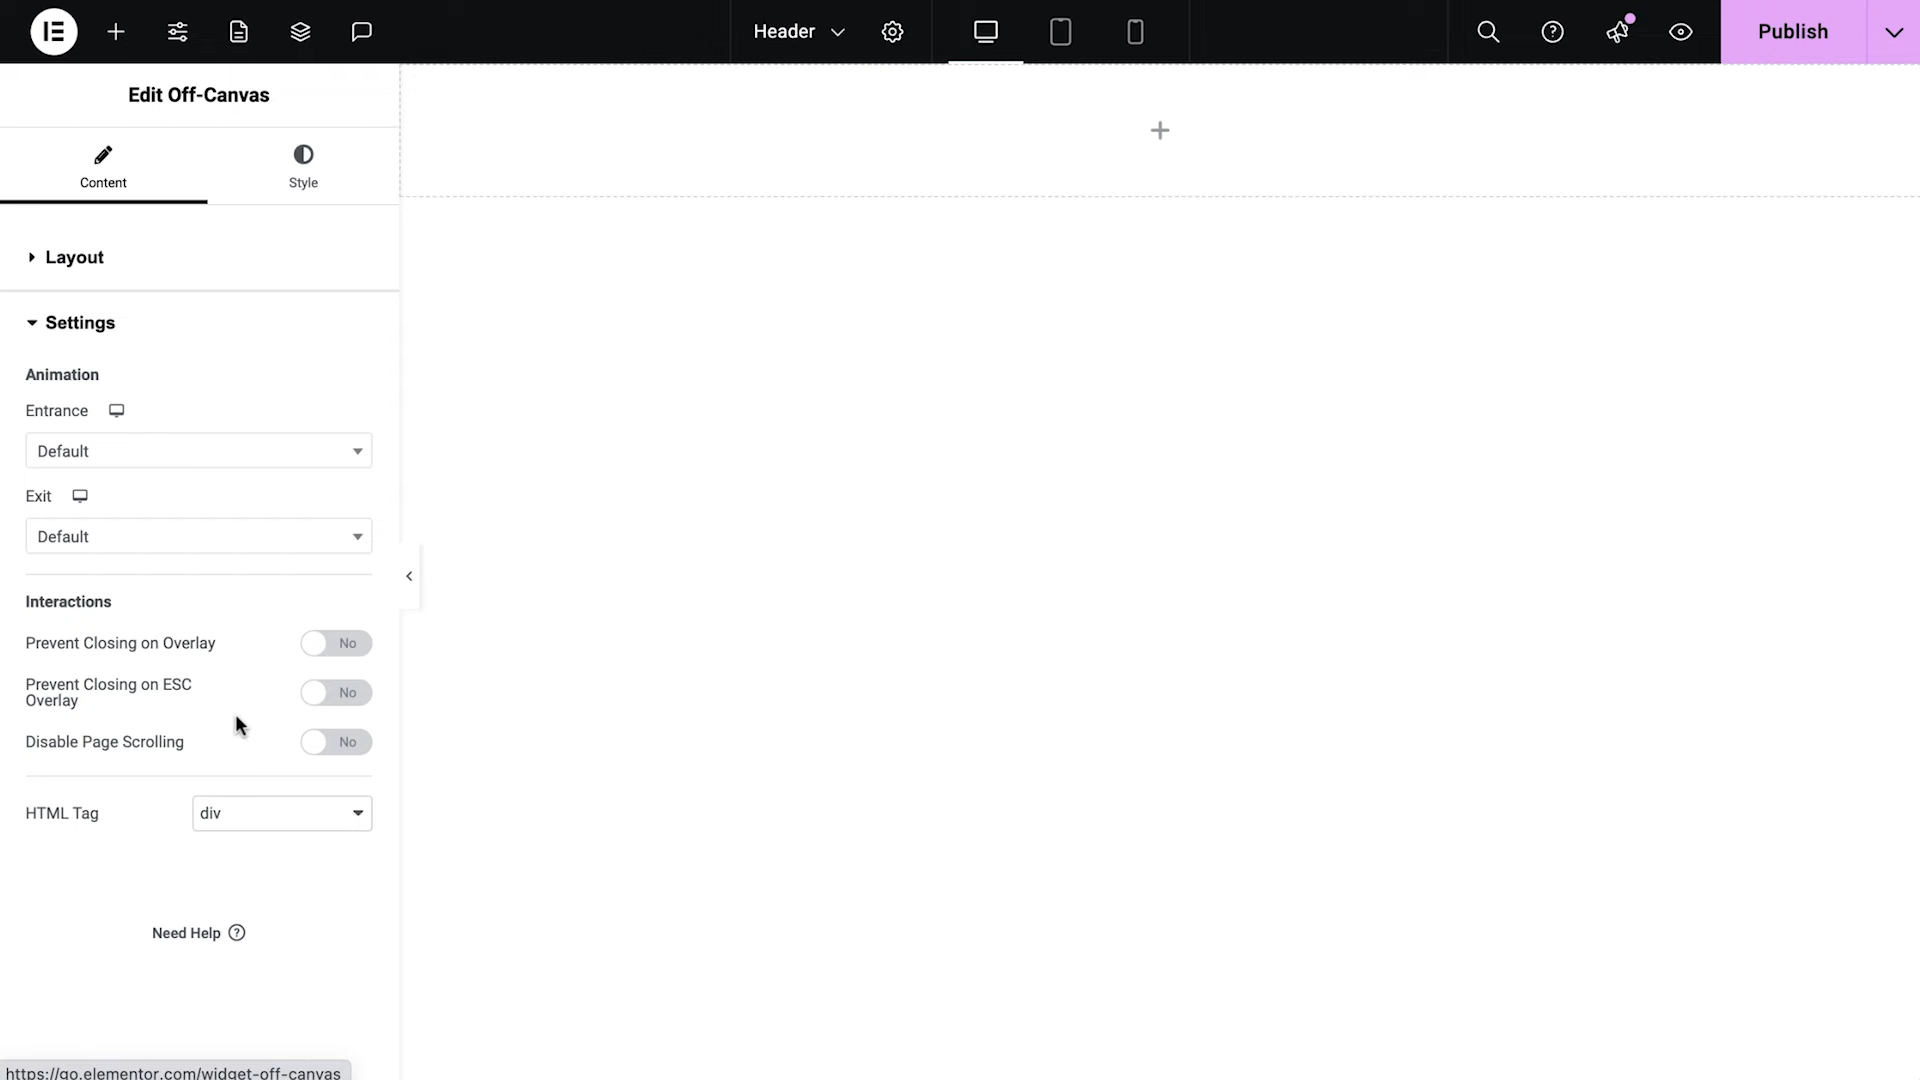 Header
Publish
Edit Off-Canvas
Content
Style
Layout
Settings
Animation
Entrance
Default
Exit
Default
Interactions
Prevent Closing on Overlay
No
Prevent Closing on ESC
Overlay
No
Disable Page Scrolling
No
HTML Tag
div
Need Help
https://go.elementor.com/widget-off-canvas